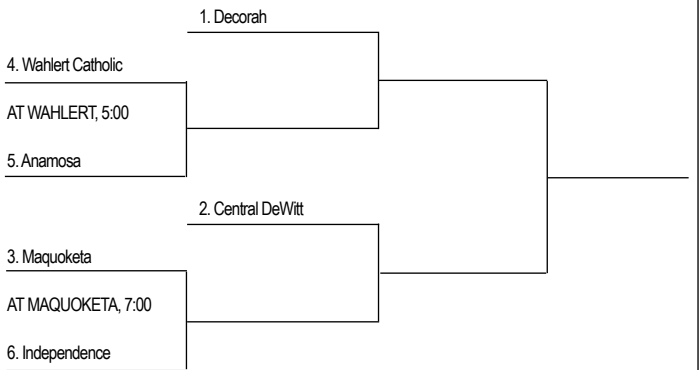 1. Decorah
4. Wahlert Catholic
AT WAHLERT, 5:00
5. Anamosa
2. Central DeWitt
3. Maquoketa
AT MAQUOKETA, 7:00
6. Independence